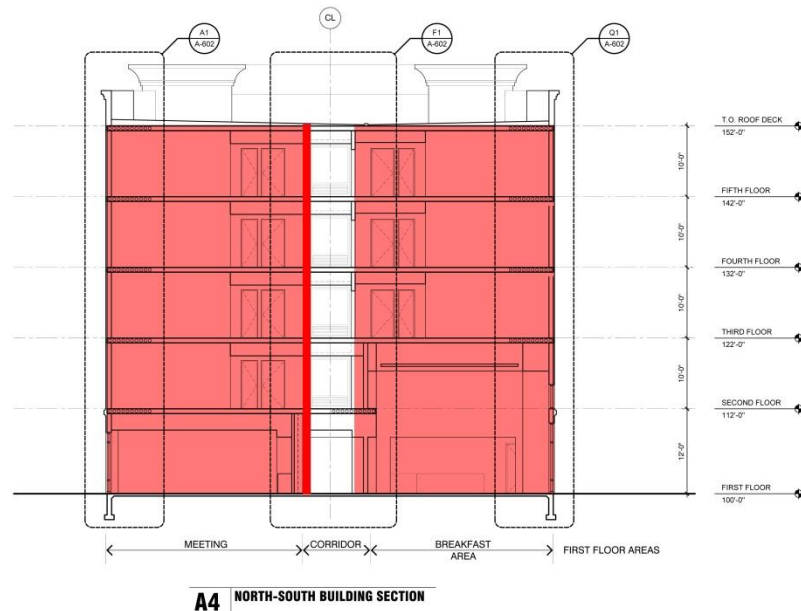 CL
A1
A-602
F1
A-602
Q1
A-602
T.O. ROOF DECK
152'-0"
10'-0"
FIFTH FLOOR
142'-0"
10'-0"
FOURTH FLOOR
132'-0"
10'-0"
THIRD FLOOR
122'-0"
10'-0"
SECOND FLOOR
112'-0"
12'-0"
FIRST FLOOR
100'-0"
MEETING
CORRIDOR
BREAKFAST
AREA
FIRST FLOOR AREAS
A4 NORTH-SOUTH BUILDING SECTION